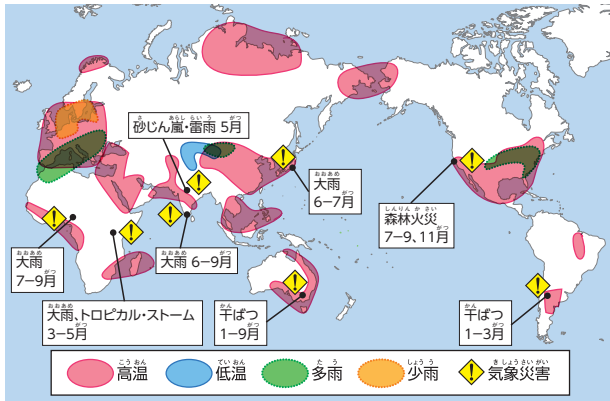 砂じん嵐・雷雨 5月
大雨
6−7月
森林火災
7−9、11月
大雨
7−9月
大雨 6−9月
大雨、トロピカル・ストーム
3−5月
干ばつ
1−9月
干ばつ
1−3月
高温
低温
多雨
少雨
気象災害